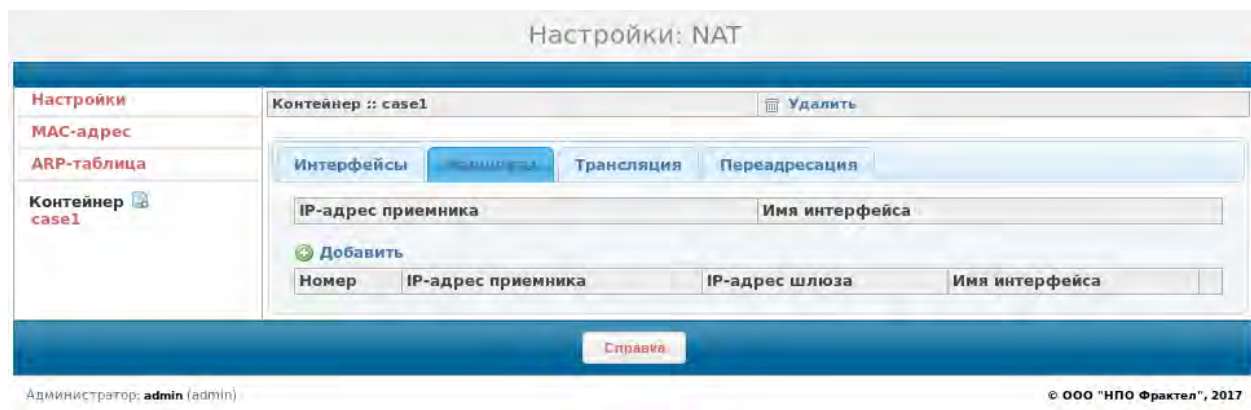 Настройки: NAT
Настройки
MAC-адрес
ARP-таблица
Контейнер
case1
Контейнер :: case1
Удалить
Интерфейсы
Трансляция
Переадресация
IP-адрес приемника
Имя интерфейса
Добавить
Номер
IP-адрес приемника
IP-адрес шлюза
Имя интерфейса
Справка
Администратор: admin (admin)
© ООО "НПО Фрактел", 2017